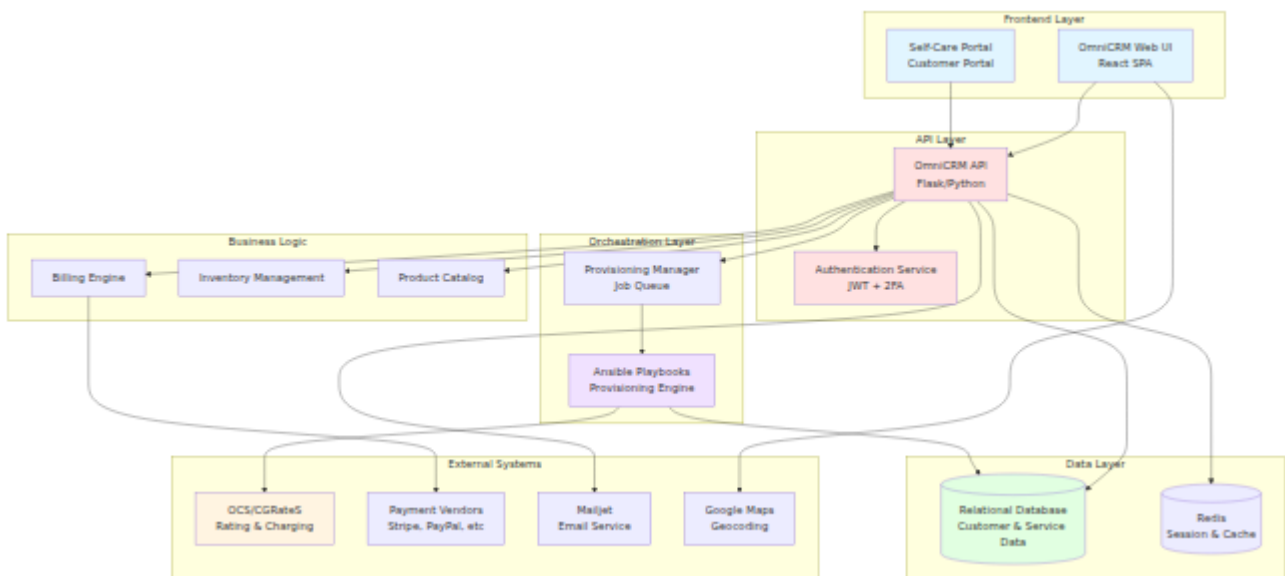 Frontend Layer
Self-Care Portal
Customer Portal
OmniCRM Web UI
React SPA
API Layer
OmniCRM API
Flask/Python
Authentication Service
JWT + 2FA
Business Logic
Billing Engine
Inventory Management
Product Catalog
Orchestration Layer
Provisioning Manager
Job Queue
Ansible Playbooks
Provisioning Engine
External Systems
OCS/CGRateS
Rating & Charging
Payment Vendors
Stripe, PayPal, etc
Mailjet
Email Service
Google Maps
Geocoding
Data Layer
Relational Database
Customer & Service
Data
Redis
Session & Cache